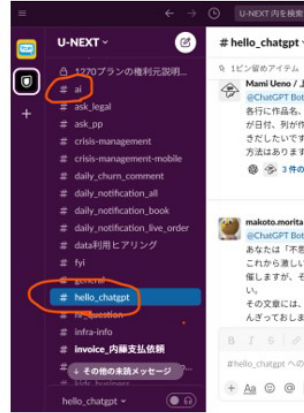 U-NEXT 内を検索
U-NEXT
1270プランの権利元説明...
# ai
# ask_legal
# ask_pp
# crisis-management
# crisis-management-mobile
# daily_churn_comment
# daily_notification_all
# daily_notification_book
# daily_notification_live_order
# data利用ヒアリング
# fyi
# general
# hello_chatgpt
# hr_question
# infra-info
# invoice_内藤支払依頼
↓ その他の未読メッセージ
# kids_business
hello_chatgpt
# hello_chatgpt
1ピン留めアイテム
Mami Ueno / 上
@ChatGPT Bot
各行に作品名、
が日付、列が作
きだしたいです
方法はあります
3 件の
makoto.morita
@ChatGPT Bot
あなたは「不思
これから激しい
催しますが、そ
い。
その文章には、
んぎっておしま
B I S
#hello_chatgpt への
+ Aa @